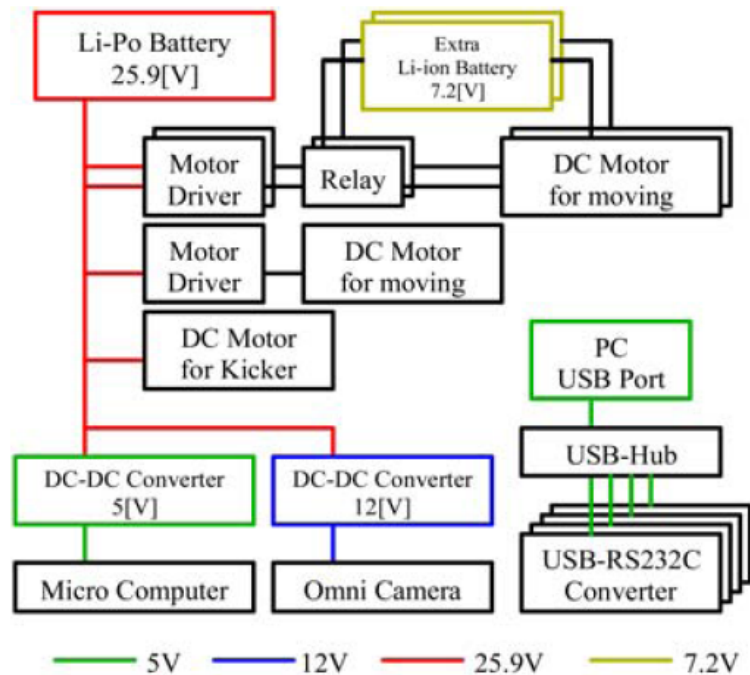 Li-Po Battery
25.9[V]
Extra
Li-ion Battery
7.2[V]
Motor
Driver
Relay
DC Motor
for moving
Motor
Driver
DC Motor
for moving
DC Motor
for Kicker
PC
USB Port
USB-Hub
DC-DC Converter
5[V]
DC-DC Converter
12[V]
USB-RS232C
Converter
Micro Computer
Omni Camera
5V
12V
25.9V
7.2V